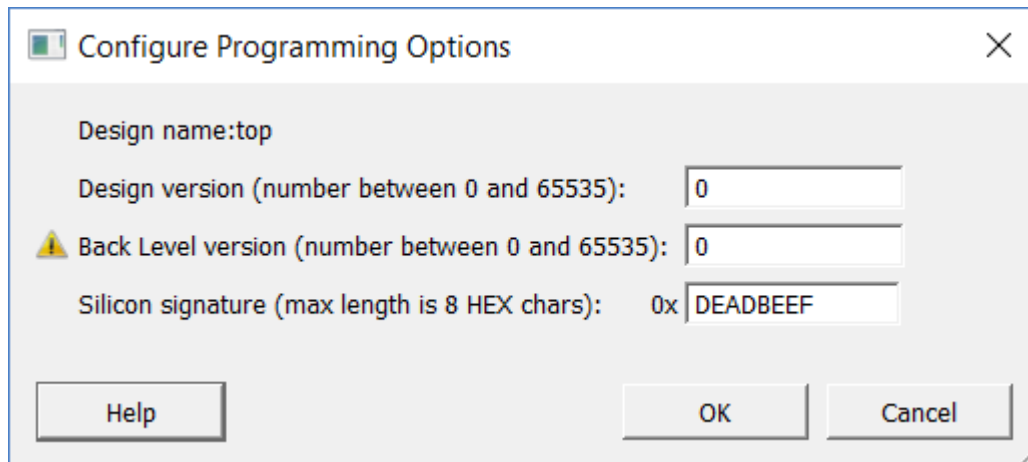 Configure Programming Options
Design name:top
Design version (number between 0 and 65535): 0
Back Level version (number between 0 and 65535): 0
Silicon signature (max length is 8 HEX chars): 0x DEADBEEF
Help OK Cancel